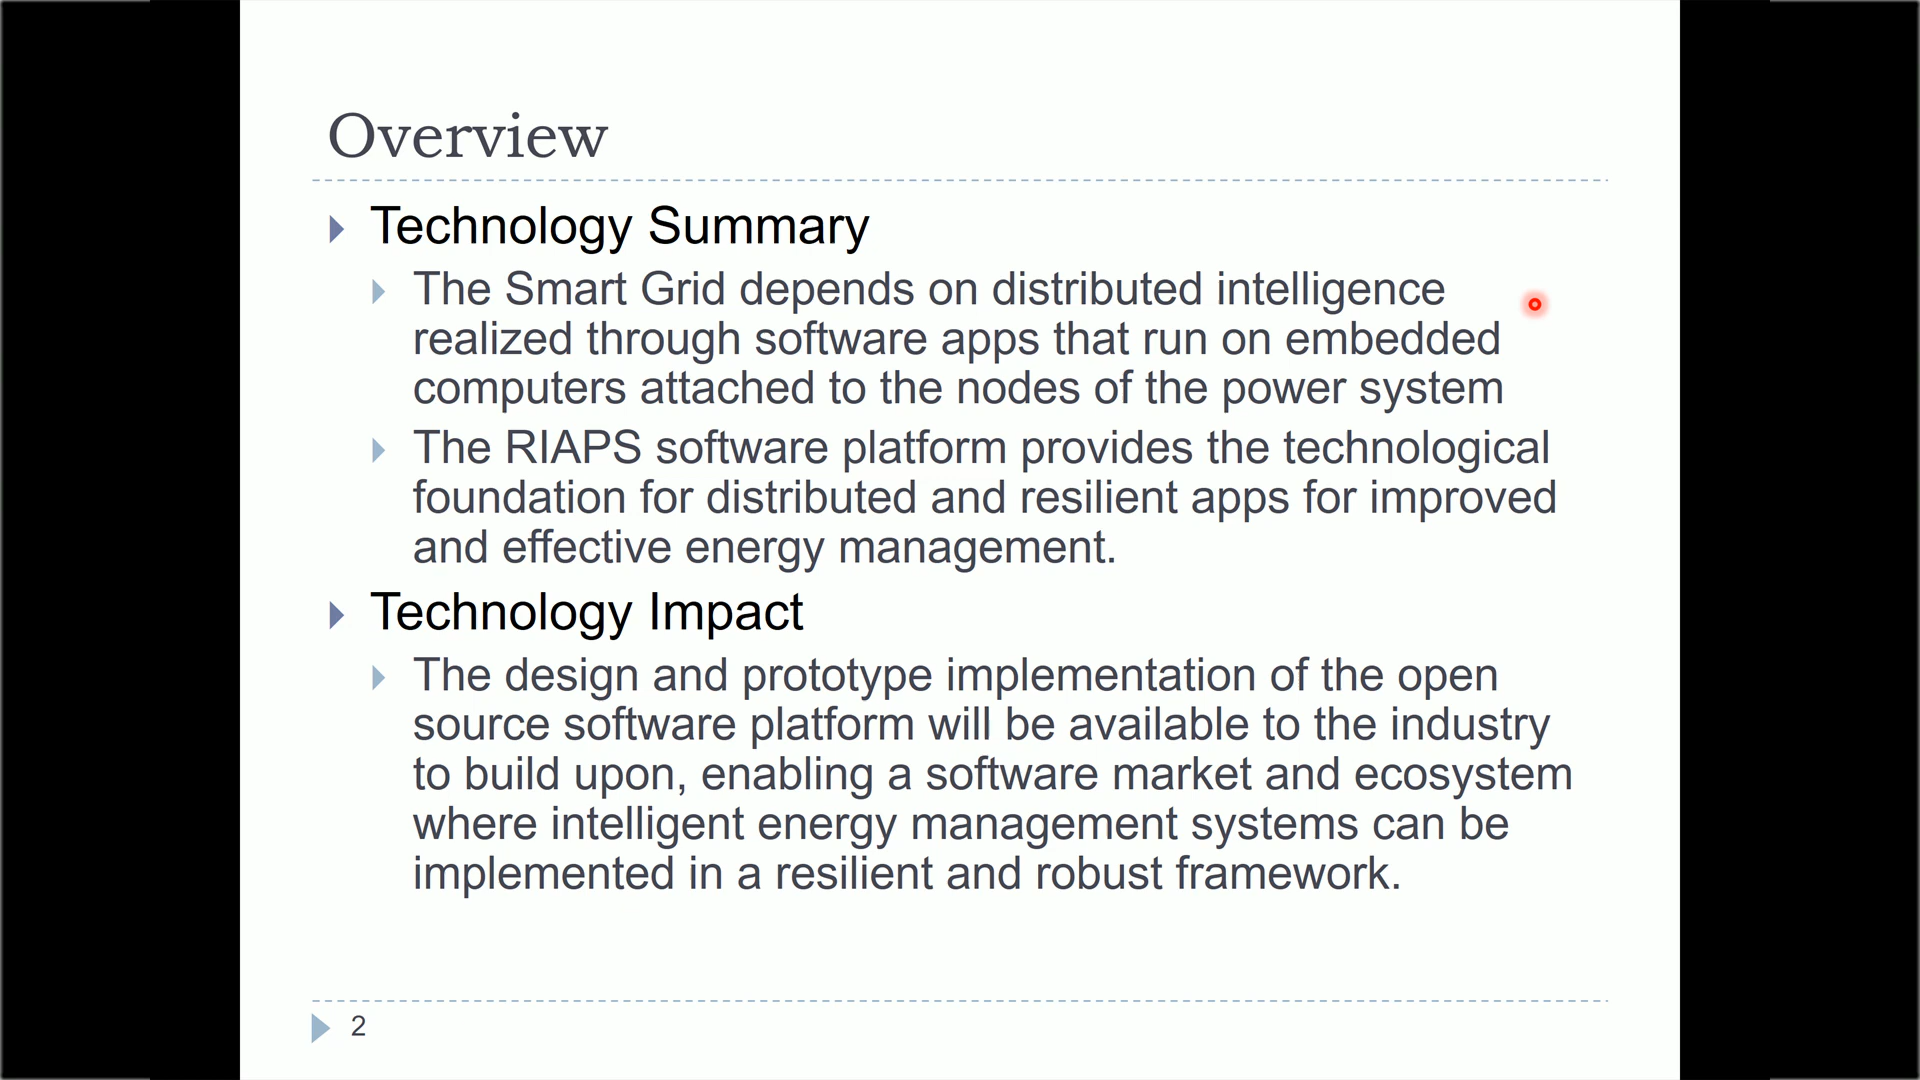 Overview
Technology Summary
The Smart Grid depends on distributed intelligence
realized through software apps that run on embedded
computers attached to the nodes of the power system
The RIAPS software platform provides the technological
foundation for distributed and resilient apps for improved
and effective energy management.
Technology Impact
The design and prototype implementation of the open
source software platform will be available to the industry
to build upon, enabling a software market and ecosystem
where intelligent energy management systems can be
implemented in a resilient and robust framework.
2